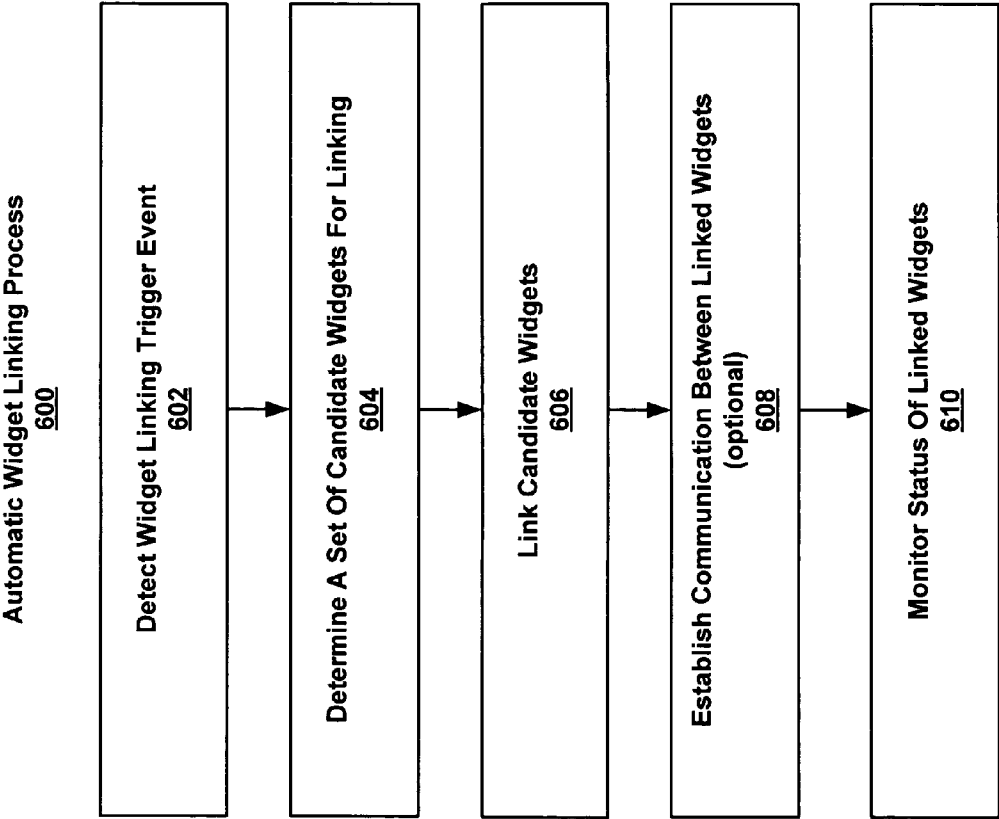 Automatic Widget Linking Process
600
Detect Widget Linking Trigger Event
602
Determine A Set Of Candidate Widgets For Linking
604
Link Candidate Widgets
606
Establish Communication Between Linked Widgets
(optional)
608
Monitor Status Of Linked Widgets
610